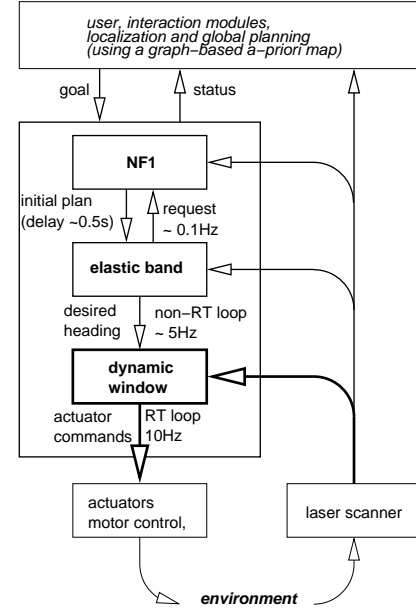 user, interaction modules,
localization and global planning
(using a graph−based a−priori map)
goal
status
NF1
initial plan
(delay ~0.5s)
request
~ 0.1Hz
elastic band
desired
heading
non−RT loop
~ 5Hz
dynamic
window
actuator
commands
RT loop
10Hz
actuators
motor control,
laser scanner
environment